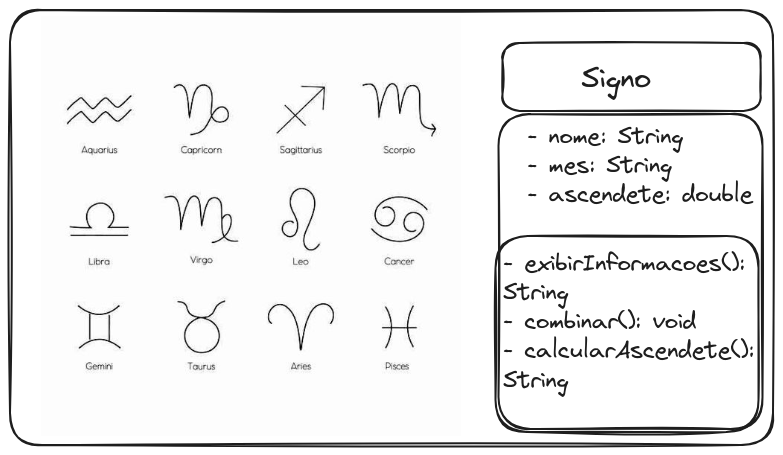 Aquarius
Capricorn
Sagittarius
Scorpio
Libra
Virgo
Leo
Cancer
Gemini
Taurus
Aries
Pisces
Signo
- nome: String
- mes: String
- ascendete: double
- exibirInformacoes():
String
- combinar(): void
- calcularAscendete():
String